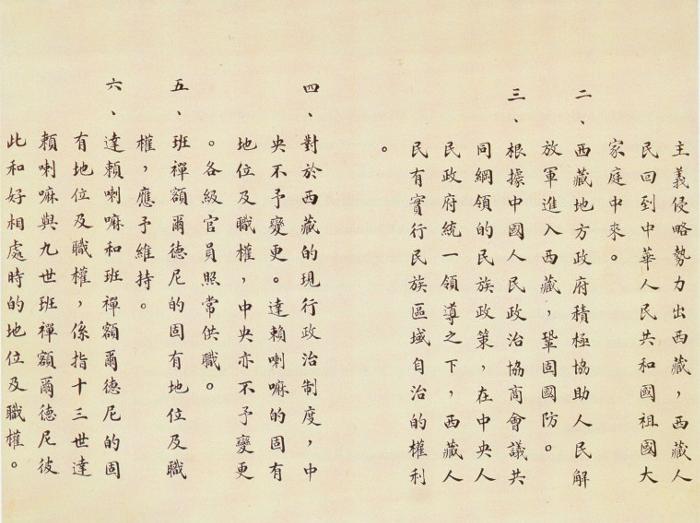 主義侵略勢力出西藏，西藏人
民回到中華人民共和國祖國大
家庭中來。
二、西藏地方政府積極協助人民解
放軍進入西藏，鞏固國防。
三、根據中國人民政治協商會議共
同綱領的民族政策，在中央人
民政府統一領導之下，西藏人
民有實行民族區域自治的權利
。
四、對於西藏的現行政治制度，中
央不予變更。達賴喇嘛的固有
地位及職權，中央亦不予變更
。各級官員照常供職。
五、班禪額爾德尼的固有地位及職
權，應予維持。
六、達賴喇嘛和班禪額爾德尼的固
有地位及職權，係指十三世達
賴喇嘛與九世班禪額爾德尼彼
此和好相處時的地位及職權。